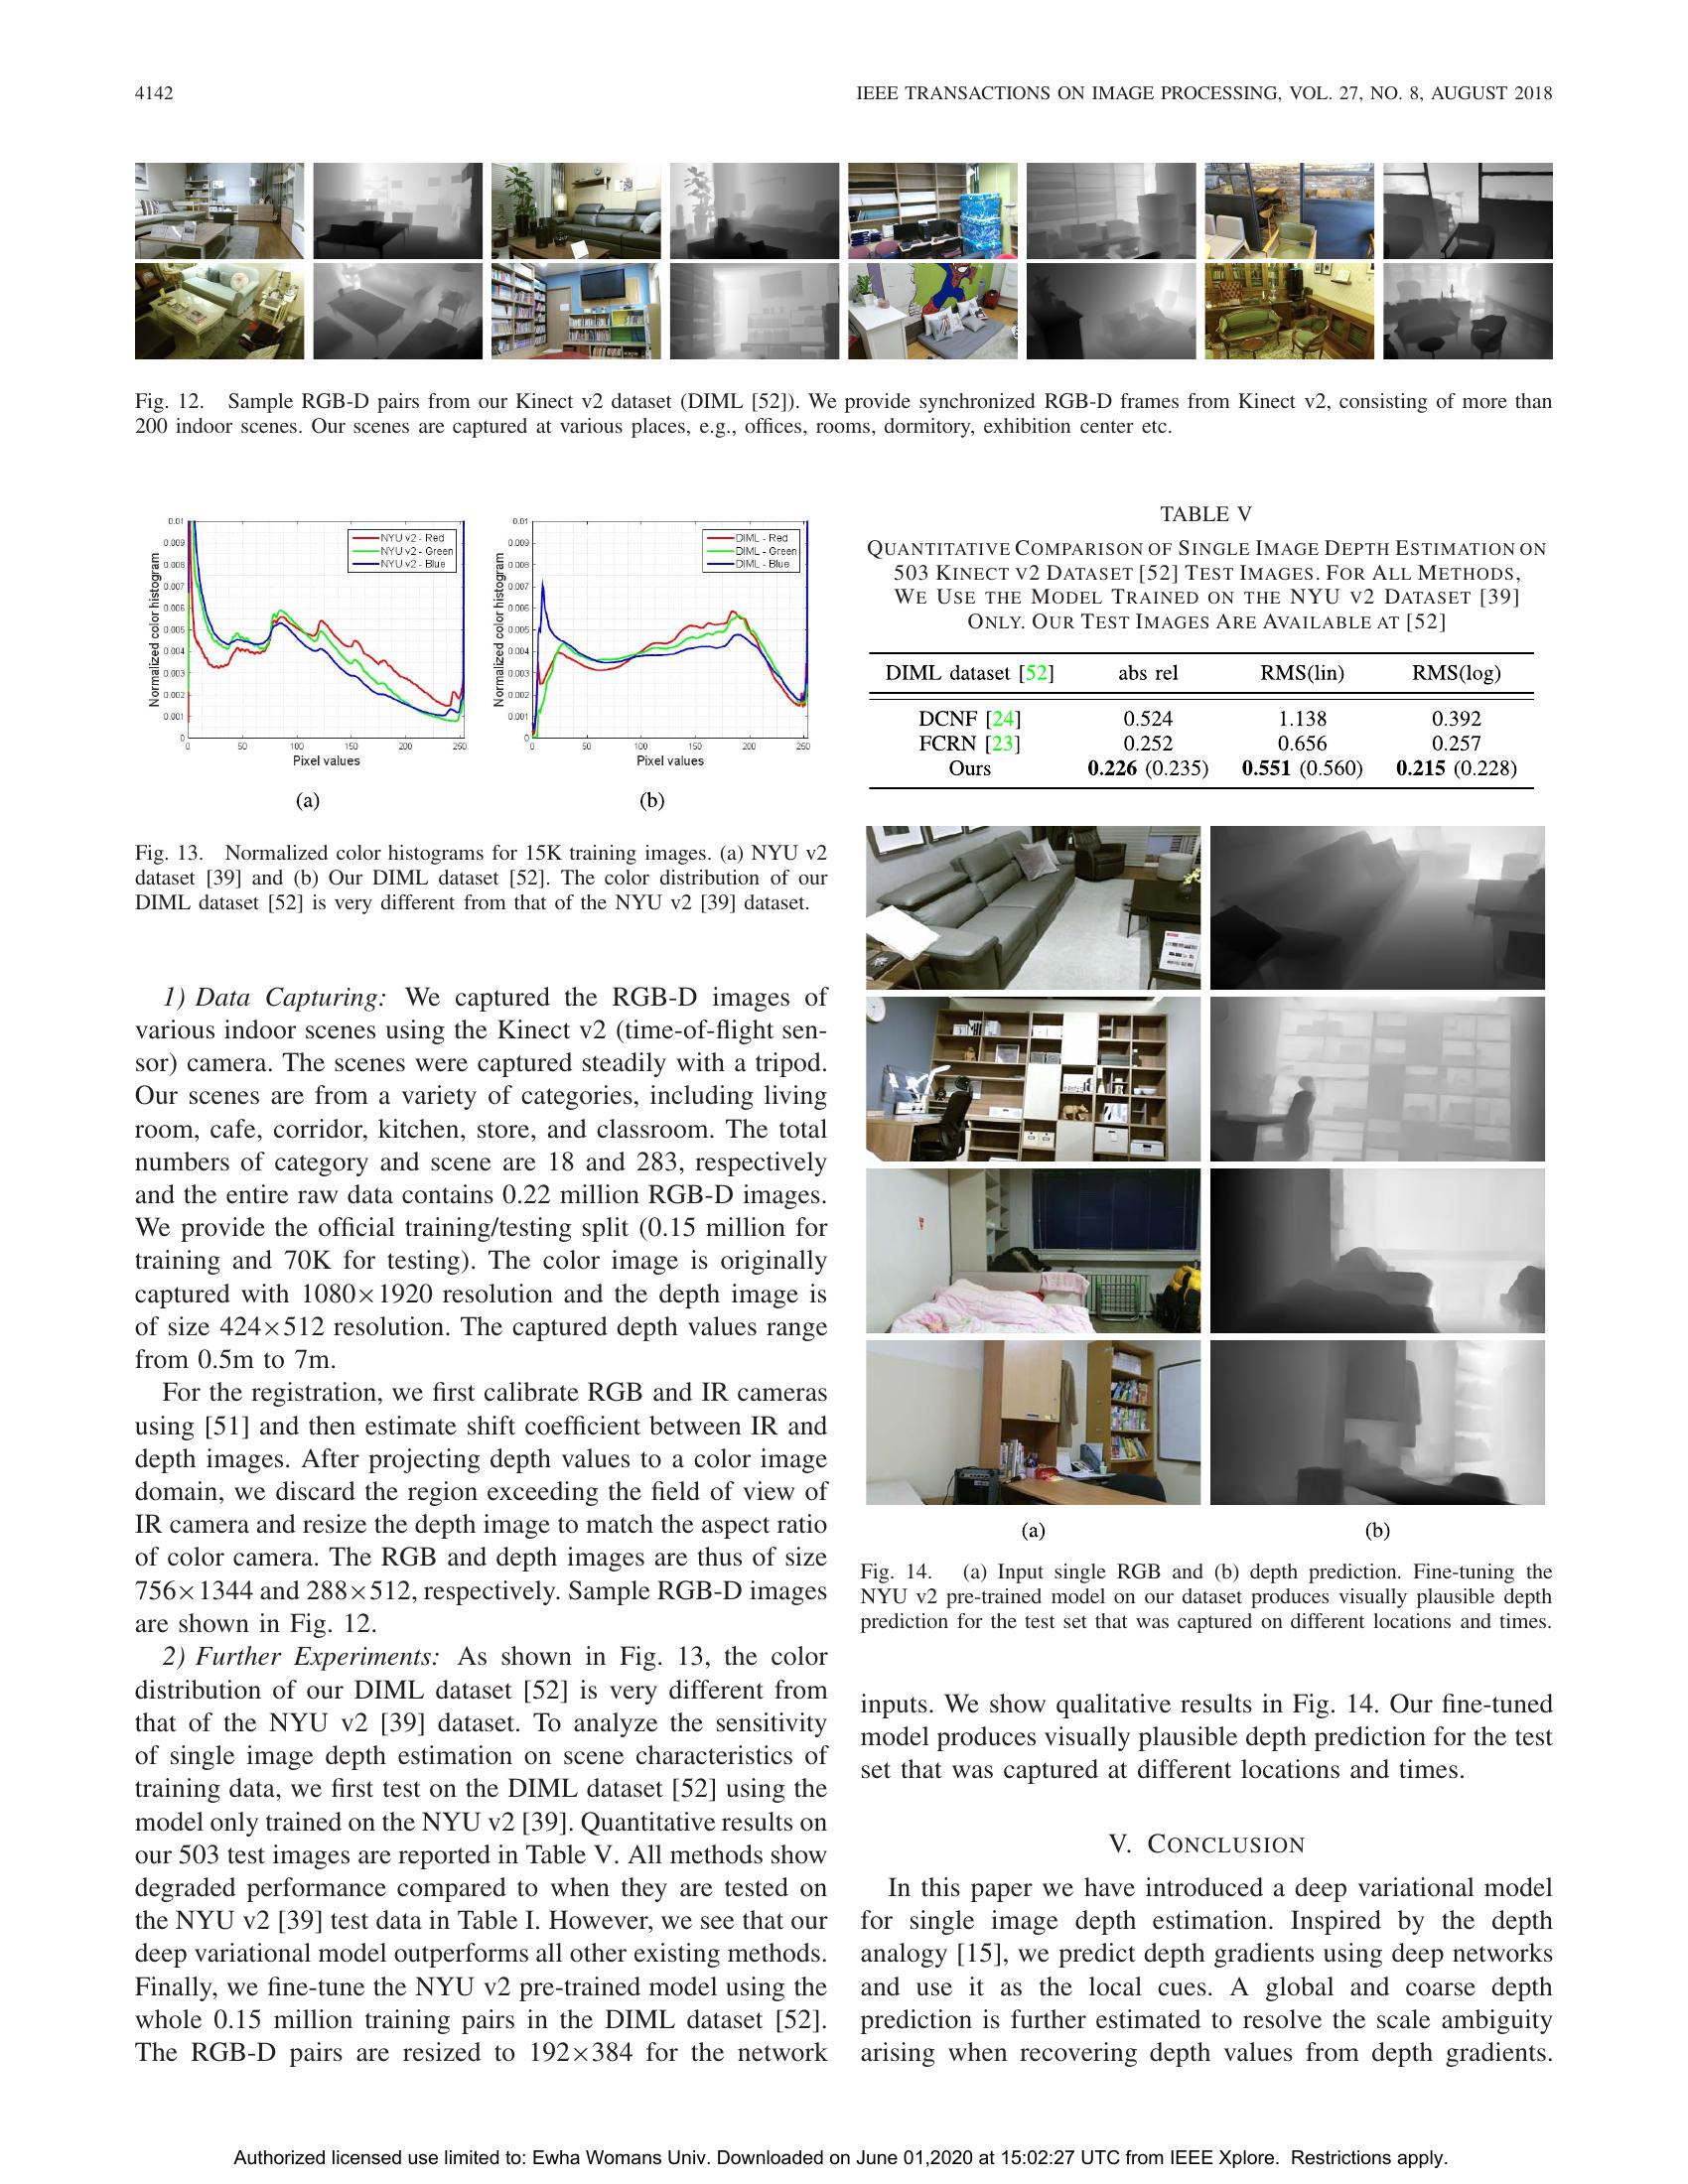 4142
IEEE TRANSACTIONS ON IMAGE PROCESSING, VOL. 27, NO. 8, AUGUST 2018
Fig. 12. Sample RGB-D pairs from our Kinect v2 dataset (DIML [52]). We provide synchronized RGB-D frames from Kinect v2, consisting of more than
200 indoor scenes. Our scenes are captured at various places, e.g., offices, rooms, dormitory, exhibition center etc.
Normalized color histogram
0.01
0.009
0.008
0.007
0.006
0.005
0.004
0.003
0.002
0.001
0
0 50 100 150 200 250
Pixel values
NYU v2 - Red
NYU v2 - Green
NYU v2 - Blue
(a)
Normalized color histogram
0.01
0.009
0.008
0.007
0.006
0.005
0.004
0.003
0.002
0.001
0
0 50 100 150 200 250
Pixel values
DIML - Red
DIML - Green
DIML - Blue
(b)
Fig. 13. Normalized color histograms for 15K training images. (a) NYU v2
dataset [39] and (b) Our DIML dataset [52]. The color distribution of our
DIML dataset [52] is very different from that of the NYU v2 [39] dataset.
1) Data Capturing: We captured the RGB-D images of
various indoor scenes using the Kinect v2 (time-of-flight sen-
sor) camera. The scenes were captured steadily with a tripod.
Our scenes are from a variety of categories, including living
room, cafe, corridor, kitchen, store, and classroom. The total
numbers of category and scene are 18 and 283, respectively
and the entire raw data contains 0.22 million RGB-D images.
We provide the official training/testing split (0.15 million for
training and 70K for testing). The color image is originally
captured with 1080×1920 resolution and the depth image is
of size 424×512 resolution. The captured depth values range
from 0.5m to 7m.
For the registration, we first calibrate RGB and IR cameras
using [51] and then estimate shift coefficient between IR and
depth images. After projecting depth values to a color image
domain, we discard the region exceeding the field of view of
IR camera and resize the depth image to match the aspect ratio
of color camera. The RGB and depth images are thus of size
756×1344 and 288×512, respectively. Sample RGB-D images
are shown in Fig. 12.
2) Further Experiments: As shown in Fig. 13, the color
distribution of our DIML dataset [52] is very different from
that of the NYU v2 [39] dataset. To analyze the sensitivity
of single image depth estimation on scene characteristics of
training data, we first test on the DIML dataset [52] using the
model only trained on the NYU v2 [39]. Quantitative results on
our 503 test images are reported in Table V. All methods show
degraded performance compared to when they are tested on
the NYU v2 [39] test data in Table I. However, we see that our
deep variational model outperforms all other existing methods.
Finally, we fine-tune the NYU v2 pre-trained model using the
whole 0.15 million training pairs in the DIML dataset [52].
The RGB-D pairs are resized to 192×384 for the network
TABLE V
QUANTITATIVE COMPARISON OF SINGLE IMAGE DEPTH ESTIMATION ON
503 KINECT V2 DATASET [52] TEST IMAGES. FOR ALL METHODS,
WE USE THE MODEL TRAINED ON THE NYU V2 DATASET [39]
ONLY. OUR TEST IMAGES ARE AVAILABLE AT [52]
DIML dataset [52] abs rel RMS(lin) RMS(log)
DCNF [24] 0.524 1.138 0.392
FCRN [23] 0.252 0.656 0.257
Ours 0.226 (0.235) 0.551 (0.560) 0.215 (0.228)
(a) (b)
Fig. 14. (a) Input single RGB and (b) depth prediction. Fine-tuning the
NYU v2 pre-trained model on our dataset produces visually plausible depth
prediction for the test set that was captured on different locations and times.
inputs. We show qualitative results in Fig. 14. Our fine-tuned
model produces visually plausible depth prediction for the test
set that was captured at different locations and times.
V. CONCLUSION
In this paper we have introduced a deep variational model
for single image depth estimation. Inspired by the depth
analogy [15], we predict depth gradients using deep networks
and use it as the local cues. A global and coarse depth
prediction is further estimated to resolve the scale ambiguity
arising when recovering depth values from depth gradients.
Authorized licensed use limited to: Ewha Womans Univ. Downloaded on June 01,2020 at 15:02:27 UTC from IEEE Xplore. Restrictions apply.